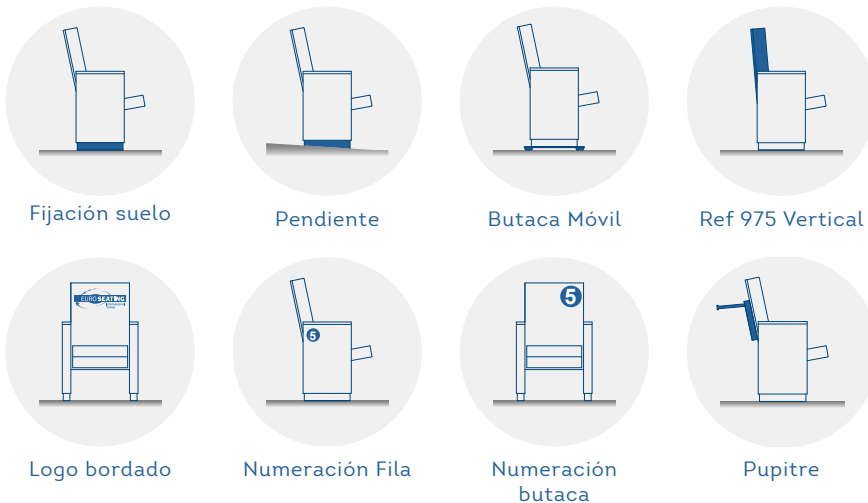 Fijación suelo
Pendiente
Butaca Móvil
Ref 975 Vertical
EUROSEATING
5
5
Logo bordado
Numeración Fila
Numeración
butaca
Pupitre